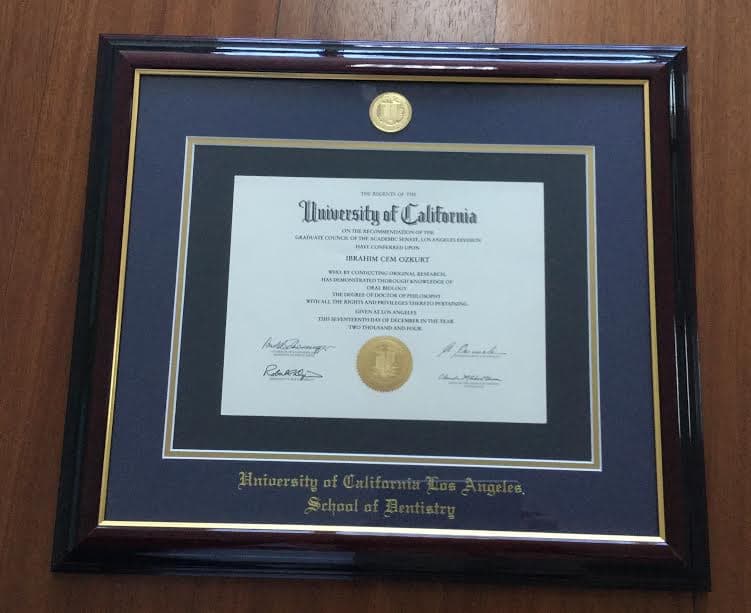 THE REGENTS OF THE
University of California
ON THE RECOMMENDATION OF THE
GRADUATE COUNCIL OF THE ACADEMIC SENATE, LOS ANGELES DIVISION
HAVE CONFERRED UPON
IBRAHIM CEM OZKURT
WHO, BY CONDUCTING ORIGINAL RESEARCH,
HAS DEMONSTRATED THOROUGH KNOWLEDGE OF
ORAL BIOLOGY
THE DEGREE OF DOCTOR OF PHILOSOPHY
WITH ALL THE RIGHTS AND PRIVILEGES THERETO PERTAINING.
GIVEN AT LOS ANGELES
THIS SEVENTEENTH DAY OF DECEMBER IN THE YEAR
TWO THOUSAND AND FOUR.
University of California Los Angeles,
School of Dentistry